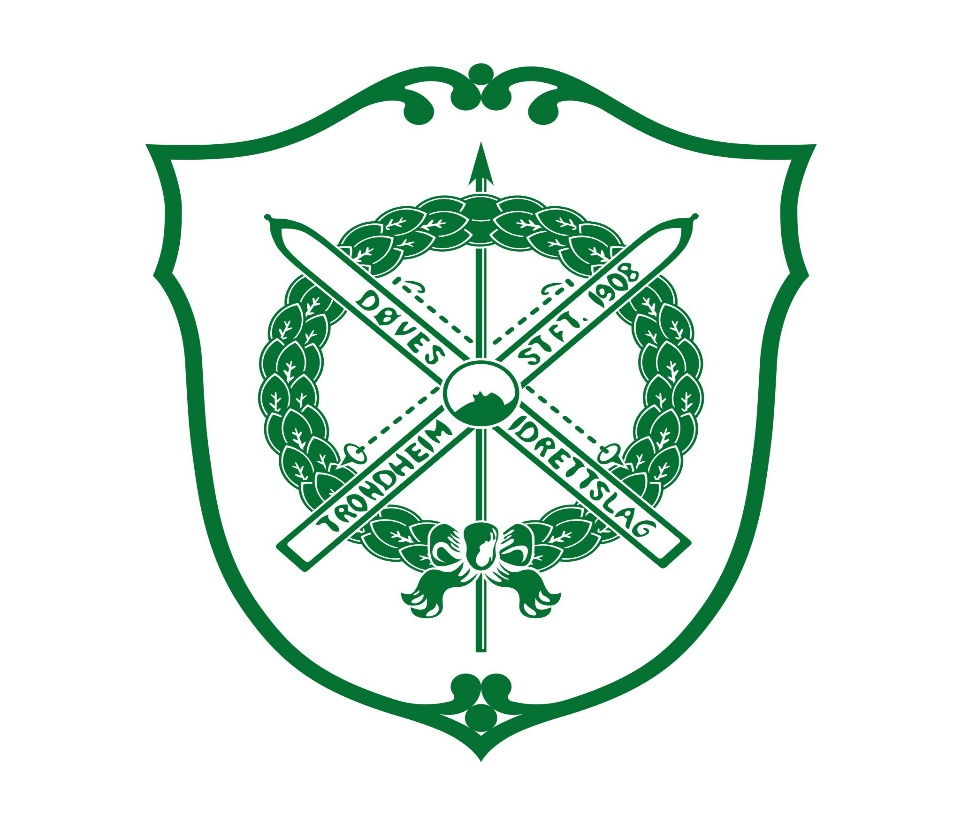 DØVES
STFT. 1908
TRONDHEIM
IDRETTSLAG